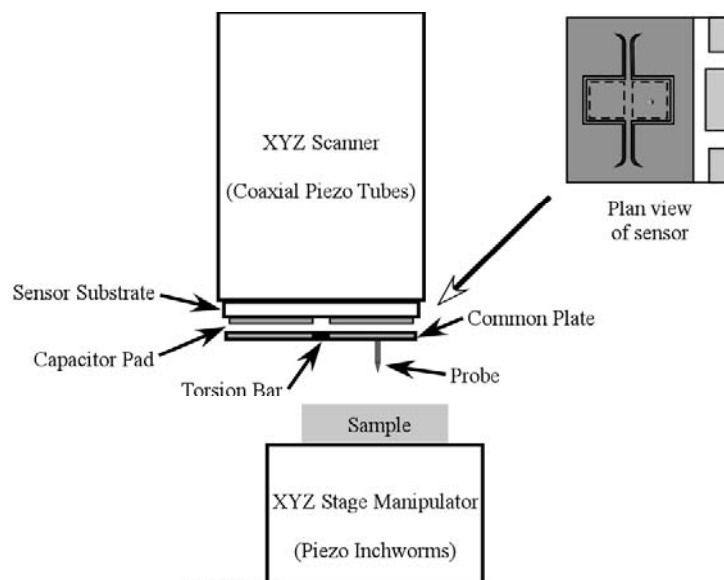 XYZ Scanner
(Coaxial Piezo Tubes)
Plan view
of sensor
Sensor Substrate
Common Plate
Capacitor Pad
Torsion Bar
Probe
Sample
XYZ Stage Manipulator
(Piezo Inchworms)